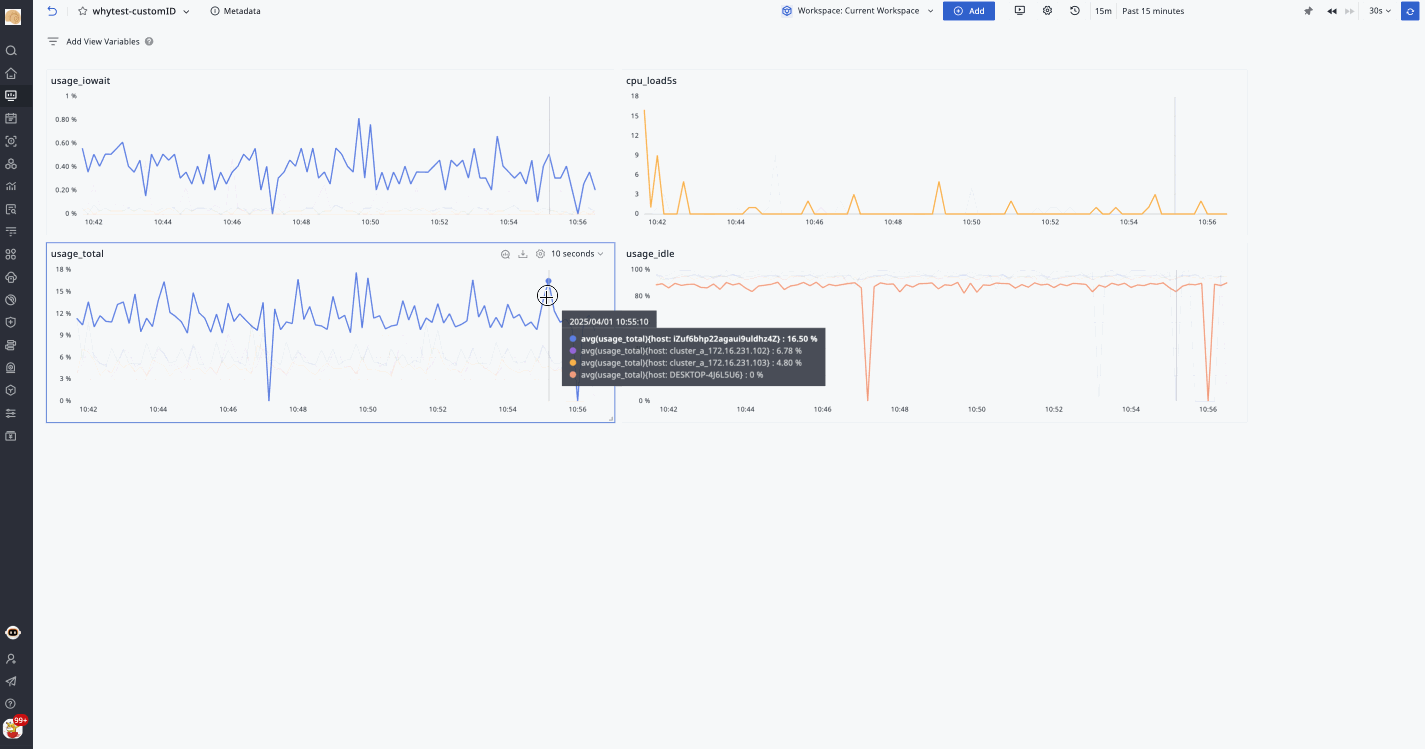 whytest-customID
Metadata
Workspace: Current Workspace
Add
15m
Past 15 minutes
30s
Add View Variables
?
usage_iowait
1 %
0.80 %
0.60 %
0.40 %
0.20 %
0 %
10:42 10:44 10:46 10:48 10:50 10:52 10:54 10:56
cpu_load5s
18
15
12
9
6
3
0
10:42 10:44 10:46 10:48 10:50 10:52 10:54 10:56
usage_total
10 seconds
18 %
15 %
12 %
9 %
6 %
3 %
0 %
10:42 10:44 10:46 10:48 10:50 10:52 10:54 10:56
2025/04/01 10:55:10
avg(usage_total){host: iZuf6bhp22agaui9uldhz4Z} : 16.50 %
avg(usage_total){host: cluster_a_172.16.231.102} : 6.78 %
avg(usage_total){host: cluster_a_172.16.231.103} : 4.80 %
avg(usage_total){host: DESKTOP-4J6L5U6} : 0 %
usage_idle
100 %
80 %
0 %
10:42 10:44 10:46 10:48 10:50 10:52 10:54 10:56
99+